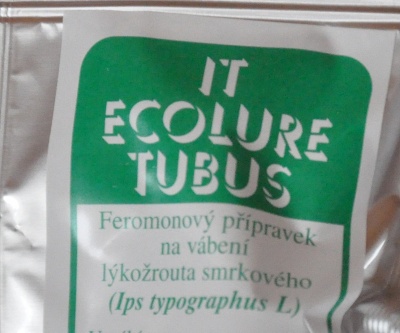 IT
ECOLURE
TUBUS
Feromonový přípravek
na vábení
lýkožrouta smrkového
(Ips typographus L)